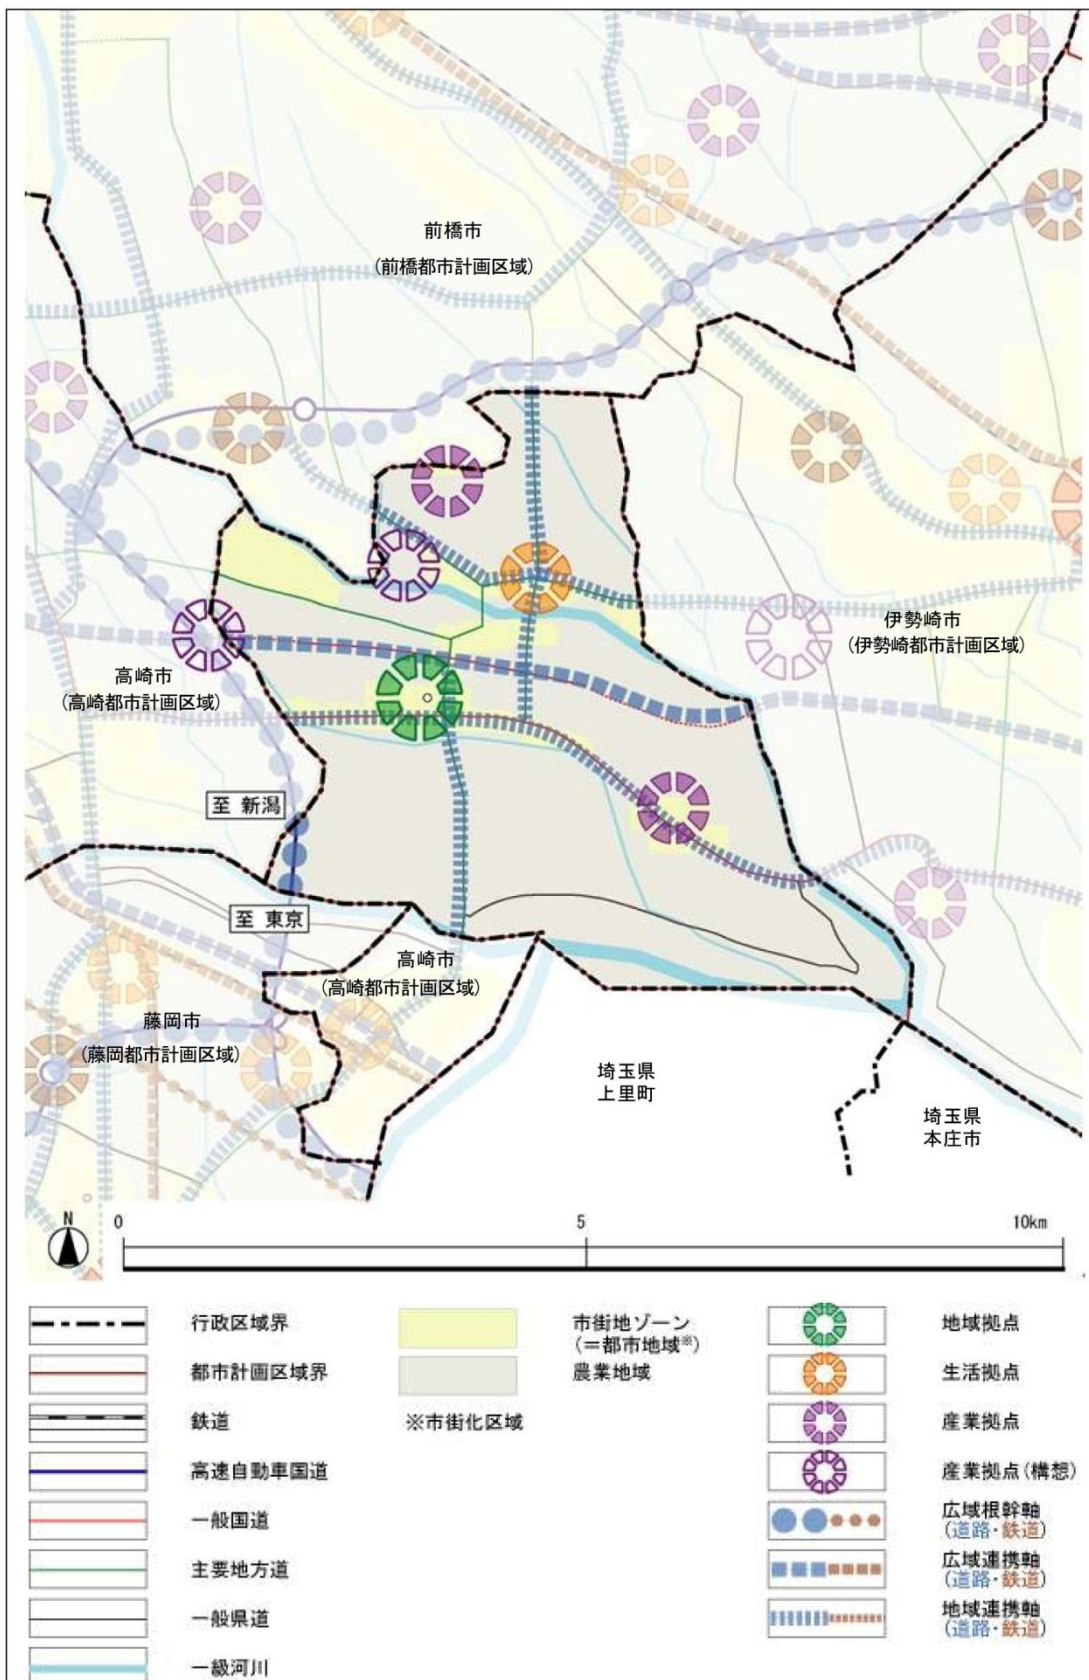 前橋市
(前橋都市計画区域)
伊勢崎市
(伊勢崎都市計画区域)
高崎市
(高崎都市計画区域)
至 新潟
至 東京
高崎市
(高崎都市計画区域)
藤岡市
(藤岡都市計画区域)
埼玉県
上里町
埼玉県
本庄市
N
0
5
10km
行政区域界
都市計画区域界
鉄道
高速自動車国道
一般国道
主要地方道
一般県道
一級河川
市街地ゾーン
(=都市地域※)
農業地域
※市街化区域
地域拠点
生活拠点
産業拠点
産業拠点(構想)
広域根幹軸
(道路・鉄道)
広域連携軸
(道路・鉄道)
地域連携軸
(道路・鉄道)